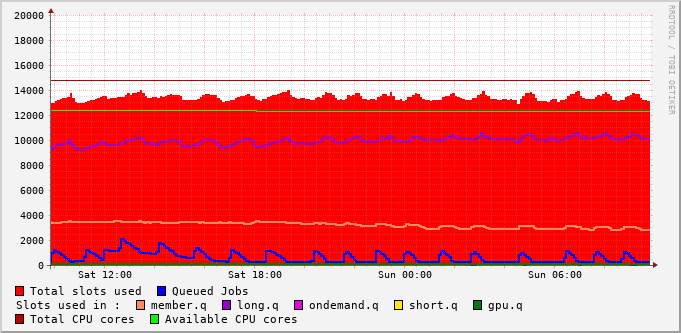 20000
18000
16000
14000
12000
10000
8000
6000
4000
2000
0
Sat 12:00 Sat 18:00 Sun 00:00 Sun 06:00
RRDTOOL / TOBI OETIKER
Total slots used Queued Jobs
Slots used in : member.q long.q ondemand.q short.q gpu.q
Total CPU cores Available CPU cores